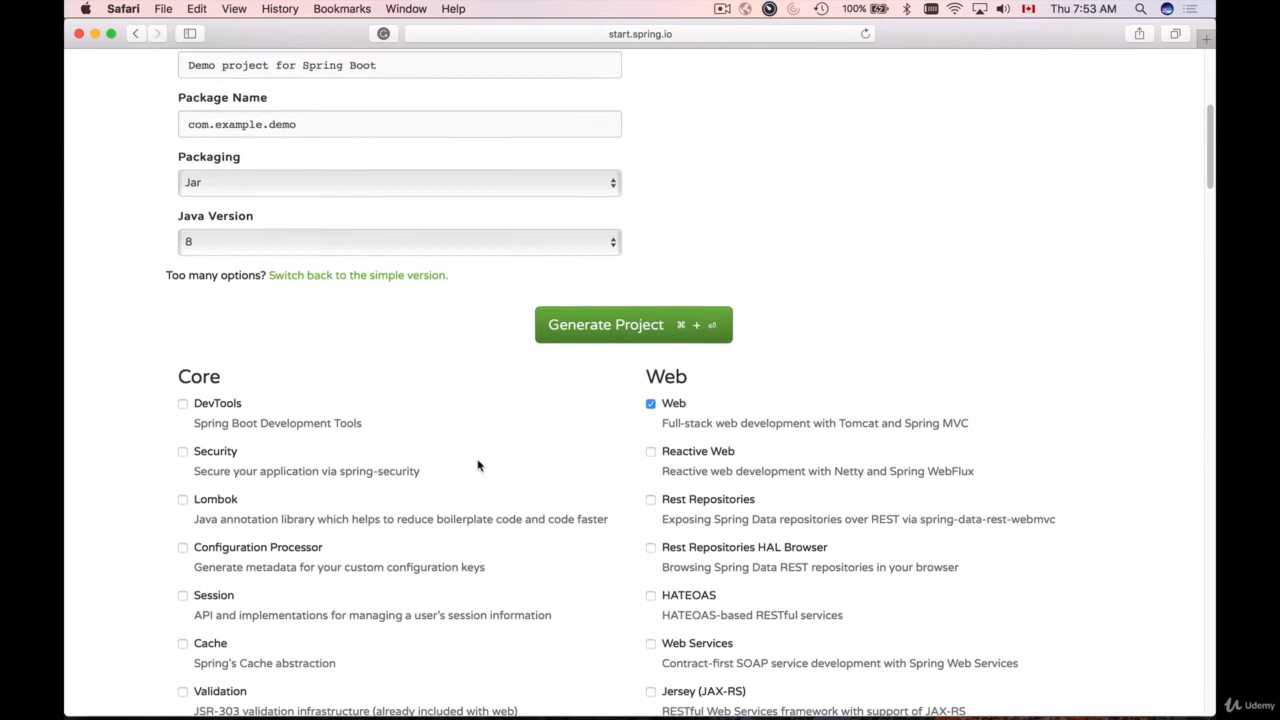 Safari File Edit View History Bookmarks Window Help 100% Thu 7:53 AM
start.spring.io
Demo project for Spring Boot
Package Name
com.example.demo
Packaging
Jar
Java Version
8
Too many options? Switch back to the simple version.
Generate Project ⌘ + ⏎
Core
DevTools
Spring Boot Development Tools
Security
Secure your application via spring-security
Lombok
Java annotation library which helps to reduce boilerplate code and code faster
Configuration Processor
Generate metadata for your custom configuration keys
Session
API and implementations for managing a user's session information
Cache
Spring's Cache abstraction
Validation
JSR-303 validation infrastructure (already included with web)
Web
Web
Full-stack web development with Tomcat and Spring MVC
Reactive Web
Reactive web development with Netty and Spring WebFlux
Rest Repositories
Exposing Spring Data repositories over REST via spring-data-rest-webmvc
Rest Repositories HAL Browser
Browsing Spring Data REST repositories in your browser
HATEOAS
HATEOAS-based RESTful services
Web Services
Contract-first SOAP service development with Spring Web Services
Jersey (JAX-RS)
RESTful Web Services framework with support of JAX-RS
Udemy